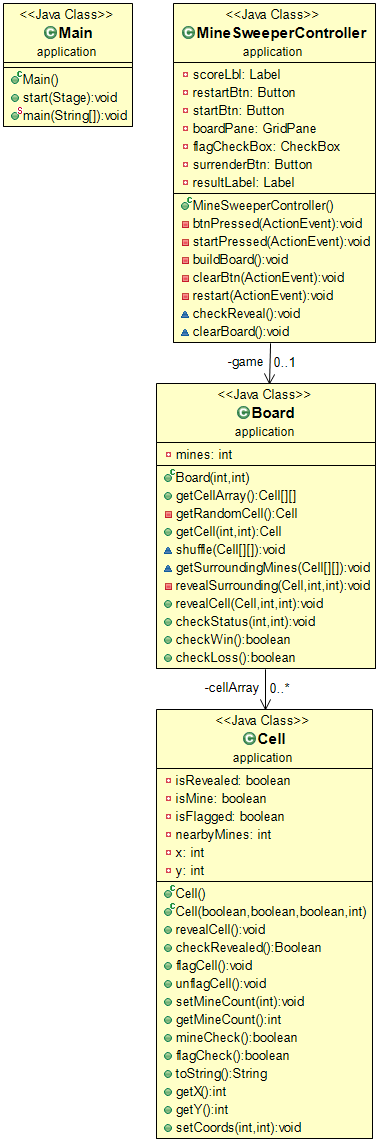 <<Java Class>>
Main
application
Main()
start(Stage):void
main(String[]):void
<<Java Class>>
MineSweeperController
application
scoreLbl: Label
restartBtn: Button
startBtn: Button
boardPane: GridPane
flagCheckBox: CheckBox
surrenderBtn: Button
resultLabel: Label
MineSweeperController()
btnPressed(ActionEvent):void
startPressed(ActionEvent):void
buildBoard():void
clearBtn(ActionEvent):void
restart(ActionEvent):void
checkReveal():void
clearBoard():void
-game 0..1
<<Java Class>>
Board
application
mines: int
Board(int,int)
getCellArray():Cell[][]
getRandomCell():Cell
getCell(int,int):Cell
shuffle(Cell[][]):void
getSurroundingMines(Cell[][]):void
revealSurrounding(Cell,int,int):void
revealCell(Cell,int,int):void
checkStatus(int,int):void
checkWin():boolean
checkLoss():boolean
-cellArray 0..*
<<Java Class>>
Cell
application
isRevealed: boolean
isMine: boolean
isFlagged: boolean
nearbyMines: int
x: int
y: int
Cell()
Cell(boolean,boolean,boolean,int)
revealCell():void
checkRevealed():Boolean
flagCell():void
unflagCell():void
setMineCount(int):void
getMineCount():int
mineCheck():boolean
flagCheck():boolean
toString():String
getX():int
getY():int
setCoords(int,int):void